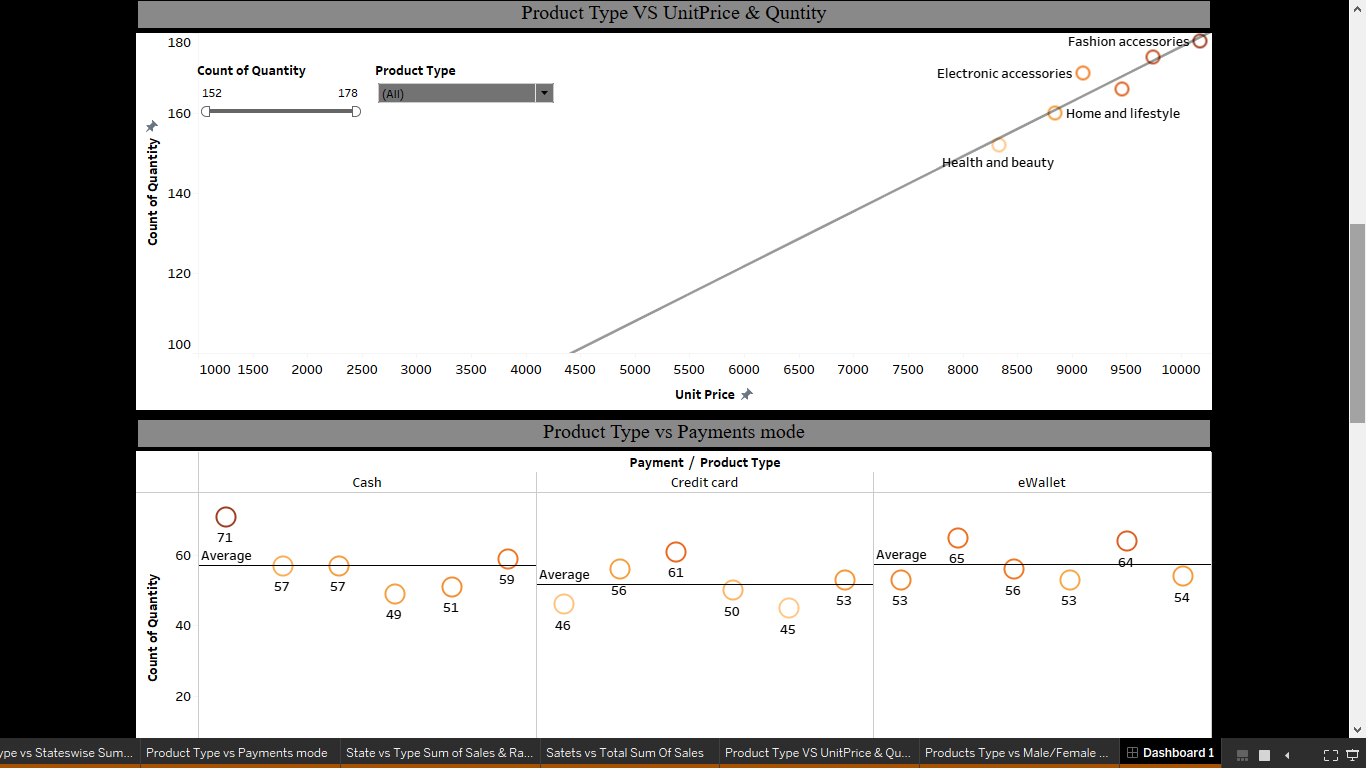 Product Type VS UnitPrice & Quntity
180
Fashion accessories
Count of Quantity
Product Type
Electronic accessories
152
178
(All)
160
Home and lifestyle
Health and beauty
Count of Quantity
140
120
100
1000 1500 2000 2500 3000 3500 4000 4500 5000 5500 6000 6500 7000 7500 8000 8500 9000 9500 10000
Unit Price
Product Type vs Payments mode
Payment / Product Type
Cash
Credit card
eWallet
Count of Quantity
60
40
20
Average
71
57
57
49
51
59
Average
46
56
61
50
45
53
Average
53
65
56
53
64
54
ype vs Stateswise Sum...
Product Type vs Payments mode
State vs Type Sum of Sales & Ra...
Satets vs Total Sum Of Sales
Product Type VS UnitPrice & Qu...
Products Type vs Male/Female ...
Dashboard 1